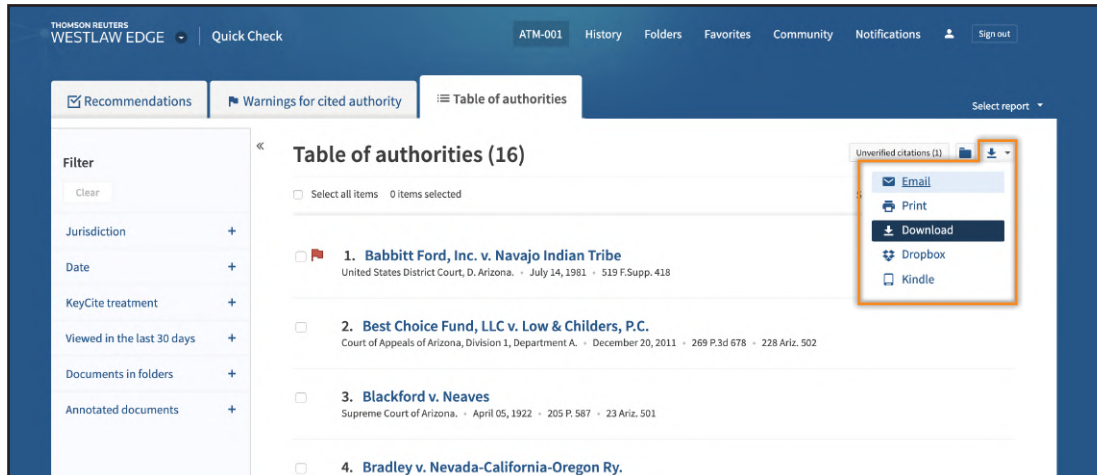 THOMSON REUTERS
WESTLAW EDGE
Quick Check
ATM-001 History Folders Favorites Community Notifications Sign out
Recommendations
Warnings for cited authority
Table of authorities
Select report
Filter
Clear
Jurisdiction +
Date +
KeyCite treatment +
Viewed in the last 30 days +
Documents in folders +
Annotated documents +
«
Table of authorities (16)
Unverified citations (1)
Select all items 0 items selected
Email
Print
Download
Dropbox
Kindle
1. Babbitt Ford, Inc. v. Navajo Indian Tribe
United States District Court, D. Arizona. • July 14, 1981 • 519 F.Supp. 418
2. Best Choice Fund, LLC v. Low & Childers, P.C.
Court of Appeals of Arizona, Division 1, Department A. • December 20, 2011 • 269 P.3d 678 • 228 Ariz. 502
3. Blackford v. Neaves
Supreme Court of Arizona. • April 05, 1922 • 205 P. 587 • 23 Ariz. 501
4. Bradley v. Nevada-California-Oregon Ry.